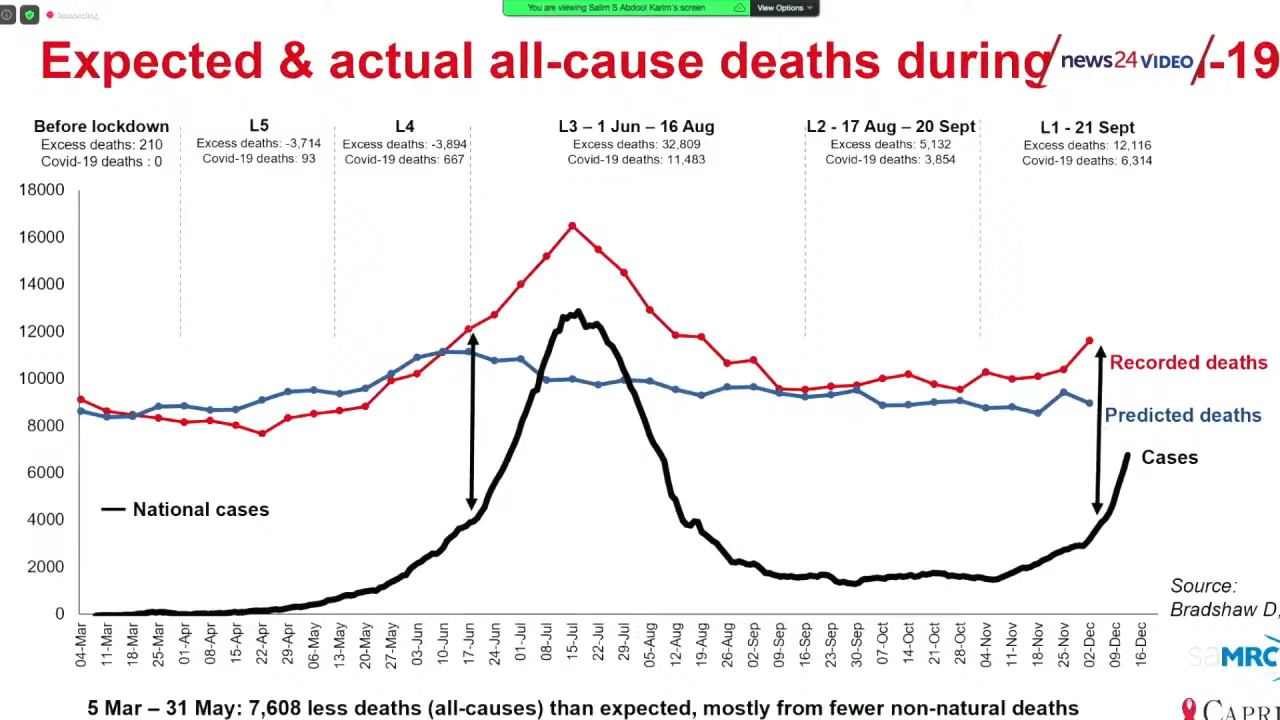 Recording
You are viewing Salim S Abdool Karim's screen
View Options
Expected & actual all-cause deaths during
news24 VIDEO
-19
Before lockdown
Excess deaths: 210
Covid-19 deaths : 0
L5
Excess deaths: -3,714
Covid-19 deaths: 93
L4
Excess deaths: -3,894
Covid-19 deaths: 667
L3 – 1 Jun – 16 Aug
Excess deaths: 32,809
Covid-19 deaths: 11,483
L2 - 17 Aug – 20 Sept
Excess deaths: 5,132
Covid-19 deaths: 3,854
L1 - 21 Sept
Excess deaths: 12,116
Covid-19 deaths: 6,314
18000
16000
14000
12000
10000
8000
6000
4000
2000
0
Recorded deaths
Predicted deaths
Cases
National cases
04-Mar
11-Mar
18-Mar
25-Mar
01-Apr
08-Apr
15-Apr
22-Apr
29-Apr
06-May
13-May
20-May
27-May
03-Jun
10-Jun
17-Jun
24-Jun
01-Jul
08-Jul
15-Jul
22-Jul
29-Jul
05-Aug
12-Aug
19-Aug
26-Aug
02-Sep
09-Sep
16-Sep
23-Sep
30-Sep
07-Oct
14-Oct
21-Oct
28-Oct
04-Nov
11-Nov
18-Nov
25-Nov
02-Dec
09-Dec
16-Dec
Source:
Bradshaw D,
saMRC
CAPRI
5 Mar – 31 May: 7,608 less deaths (all-causes) than expected, mostly from fewer non-natural deaths